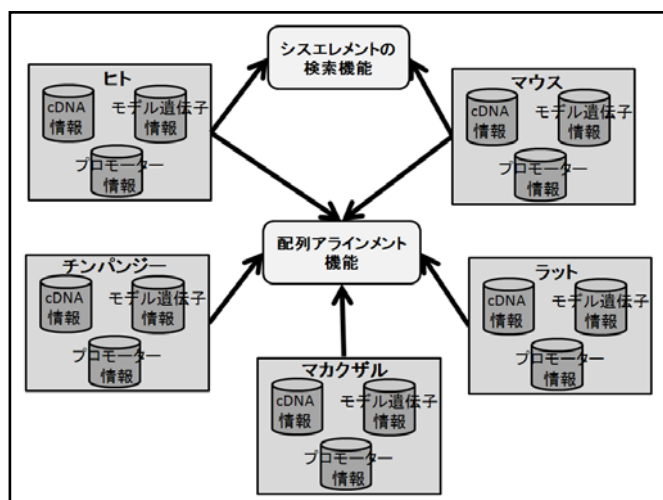 シスエレメントの
検索機能
ヒト
cDNA
情報
モデル遺伝子
情報
プロモーター
情報
マウス
cDNA
情報
モデル遺伝子
情報
プロモーター
情報
配列アラインメント
機能
チンパンジー
cDNA
情報
モデル遺伝子
情報
プロモーター
情報
ラット
cDNA
情報
モデル遺伝子
情報
プロモーター
情報
マカクザル
cDNA
情報
モデル遺伝子
情報
プロモーター
情報